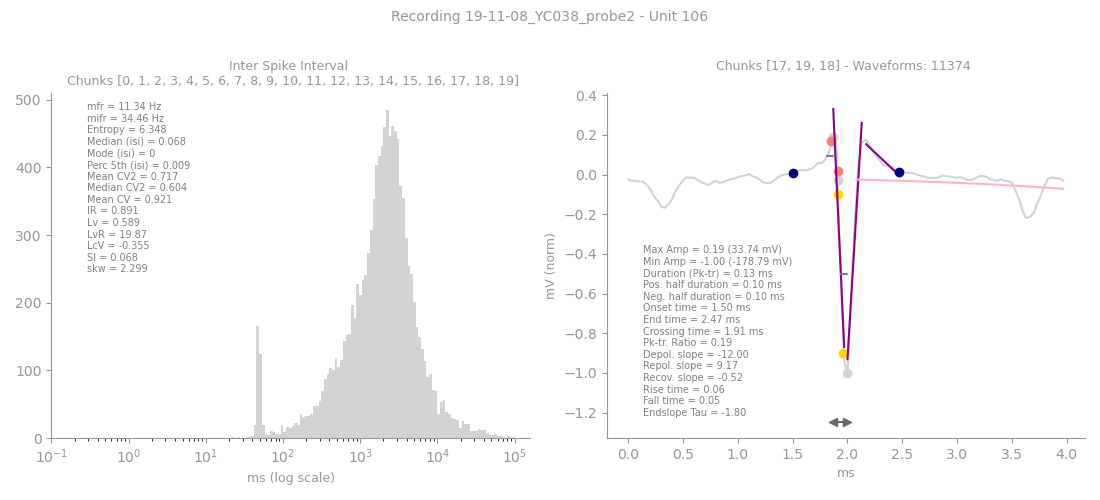 Recording 19-11-08_YC038_probe2 - Unit 106
Inter Spike Interval
Chunks [0, 1, 2, 3, 4, 5, 6, 7, 8, 9, 10, 11, 12, 13, 14, 15, 16, 17, 18, 19]
500
400
300
200
100
0
mfr = 11.34 Hz
mifr = 34.46 Hz
Entropy = 6.348
Median (isi) = 0.068
Mode (isi) = 0
Perc 5th (isi) = 0.009
Mean CV2 = 0.717
Median CV2 = 0.604
Mean CV = 0.921
IR = 0.891
Lv = 0.589
LvR = 19.87
LcV = -0.355
SI = 0.068
skw = 2.299
10⁻¹ 10⁰ 10¹ 10² 10³ 10⁴ 10⁵
ms (log scale)
Chunks [17, 19, 18] - Waveforms: 11374
mV (norm)
0.4
0.2
0.0
−0.2
−0.4
−0.6
−0.8
−1.0
−1.2
Max Amp = 0.19 (33.74 mV)
Min Amp = -1.00 (-178.79 mV)
Duration (Pk-tr) = 0.13 ms
Pos. half duration = 0.10 ms
Neg. half duration = 0.10 ms
Onset time = 1.50 ms
End time = 2.47 ms
Crossing time = 1.91 ms
Pk-tr. Ratio = 0.19
Depol. slope = -12.00
Repol. slope = 9.17
Recov. slope = -0.52
Rise time = 0.06
Fall time = 0.05
Endslope Tau = -1.80
0.0 0.5 1.0 1.5 2.0 2.5 3.0 3.5 4.0
ms